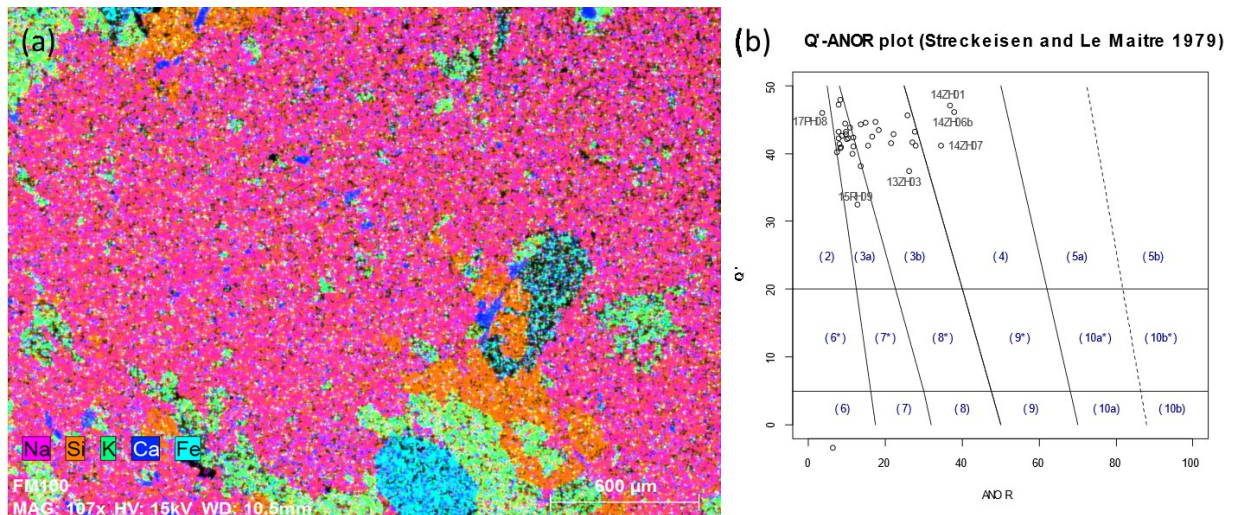 (a)
Na Si K Ca Fe
FM100
MAG: 107x HV: 15kV WD: 10.5mm
600 µm
(b) Q'-ANOR plot (Streckeisen and Le Maitre 1979)
50
40
30
20
10
0
Q'
14ZH01
17PH08
14ZH06b
14ZH07
13ZH03
15RH09
(2) (3a) (3b) (4) (5a) (5b)
(6*) (7*) (8*) (9*) (10a*) (10b*)
(6) (7) (8) (9) (10a) (10b)
0 20 40 60 80 100
ANOR